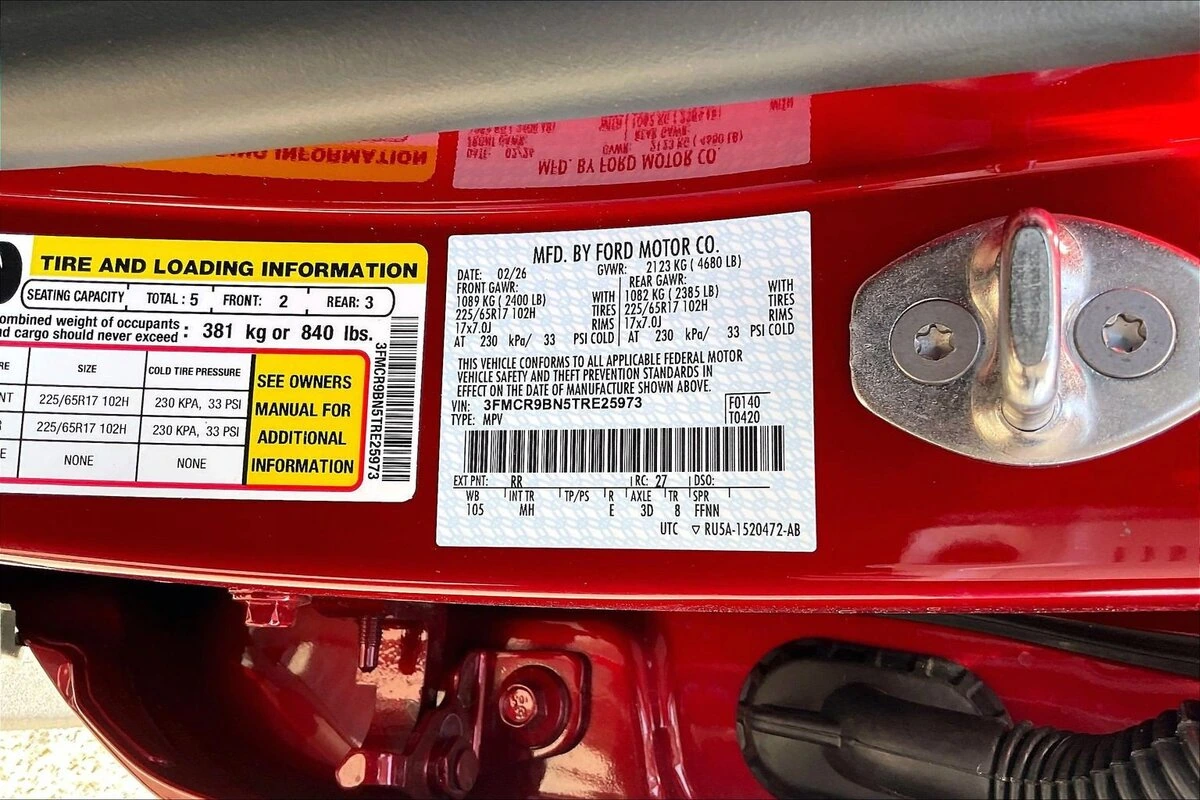 TIRE AND LOADING INFORMATION
SEATING CAPACITY TOTAL : 5 FRONT: 2 REAR: 3
ombined weight of occupants
nd cargo should never exceed : 381 kg or 840 lbs.
RE SIZE COLD TIRE PRESSURE
NT 225/65R17 102H 230 KPA, 33 PSI
R 225/65R17 102H 230 KPA, 33 PSI
E NONE NONE
SEE OWNERS
MANUAL FOR
ADDITIONAL
INFORMATION
3FMCR9BN5TRE25973
MFD. BY FORD MOTOR CO.
DATE: 02/26 GVWR: 2123 KG ( 4680 LB)
FRONT GAWR: REAR GAWR:
1089 KG ( 2400 LB) WITH 1082 KG ( 2385 LB) WITH
225/65R17 102H TIRES 225/65R17 102H TIRES
17x7.0J RIMS 17x7.0J RIMS
AT 230 kPa/ 33 PSI COLD AT 230 kPa/ 33 PSI COLD
THIS VEHICLE CONFORMS TO ALL APPLICABLE FEDERAL MOTOR
VEHICLE SAFETY AND THEFT PREVENTION STANDARDS IN
EFFECT ON THE DATE OF MANUFACTURE SHOWN ABOVE.
VIN: 3FMCR9BN5TRE25973 F0140
TYPE: MPV T0420
EXT PNT: RR RC: 27 DSO:
WB INT TR TP/PS R AXLE TR SPR
105 MH E 3D 8 FFNN
UTC ▽ RU5A-1520472-AB